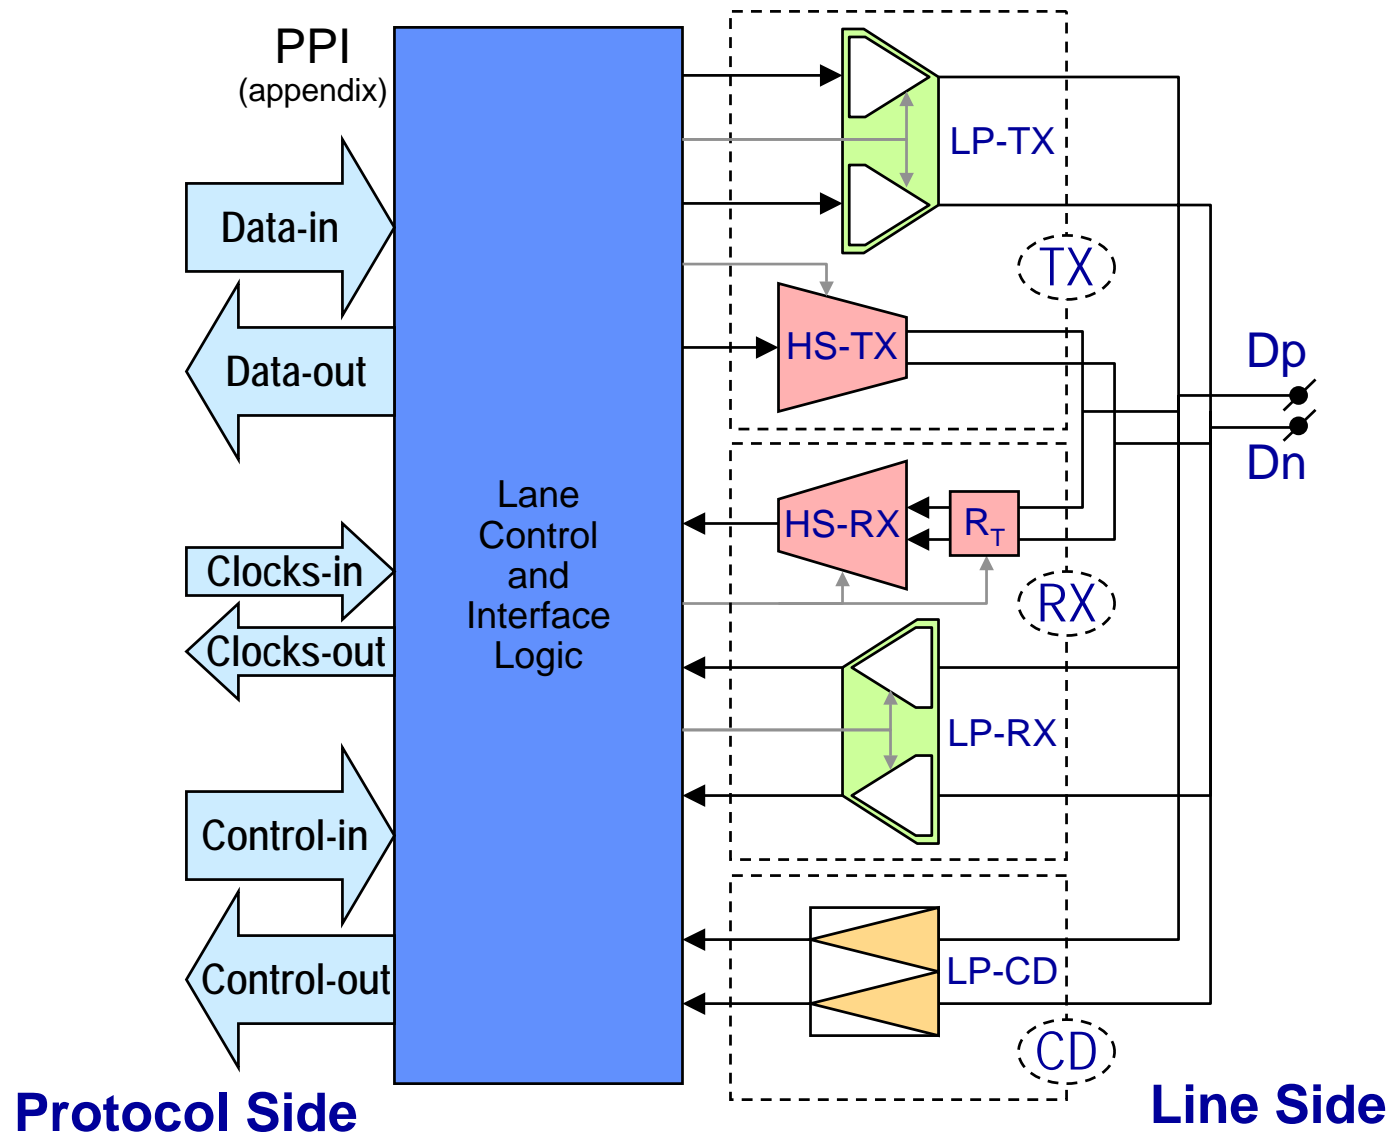 PPI
(appendix)
Data-in
Data-out
Clocks-in
Clocks-out
Control-in
Control-out
Protocol Side
Lane
Control
and
Interface
Logic
LP-TX
TX
HS-TX
HS-RX
RT
RX
LP-RX
LP-CD
CD
Dp
Dn
Line Side